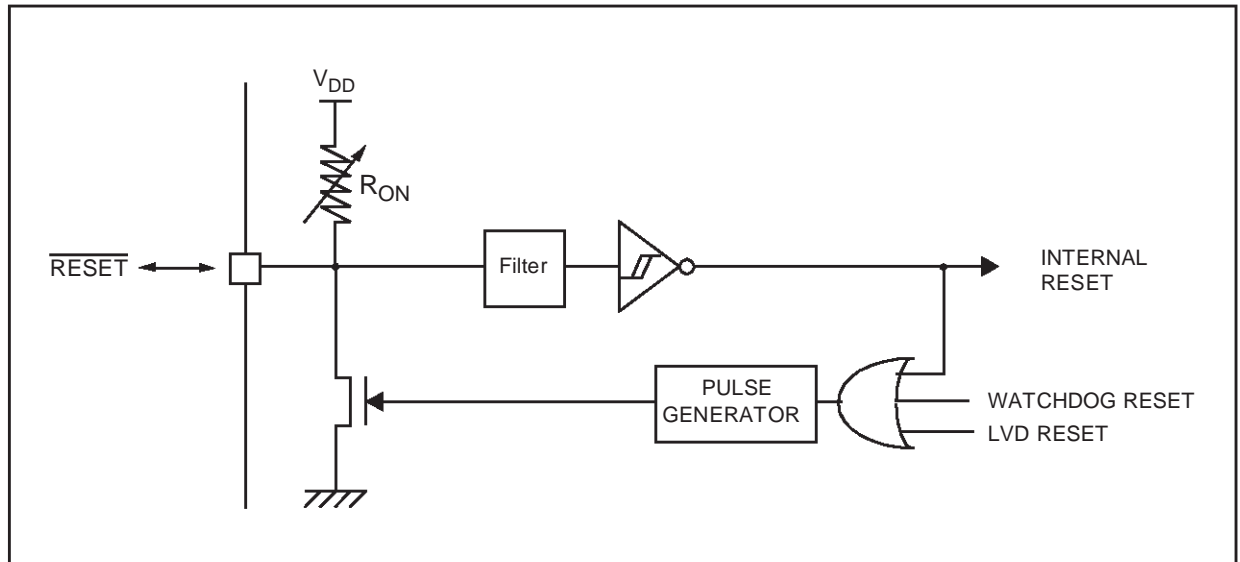 VDD
RON
RESET
Filter
INTERNAL
RESET
PULSE
GENERATOR
WATCHDOG RESET
LVD RESET